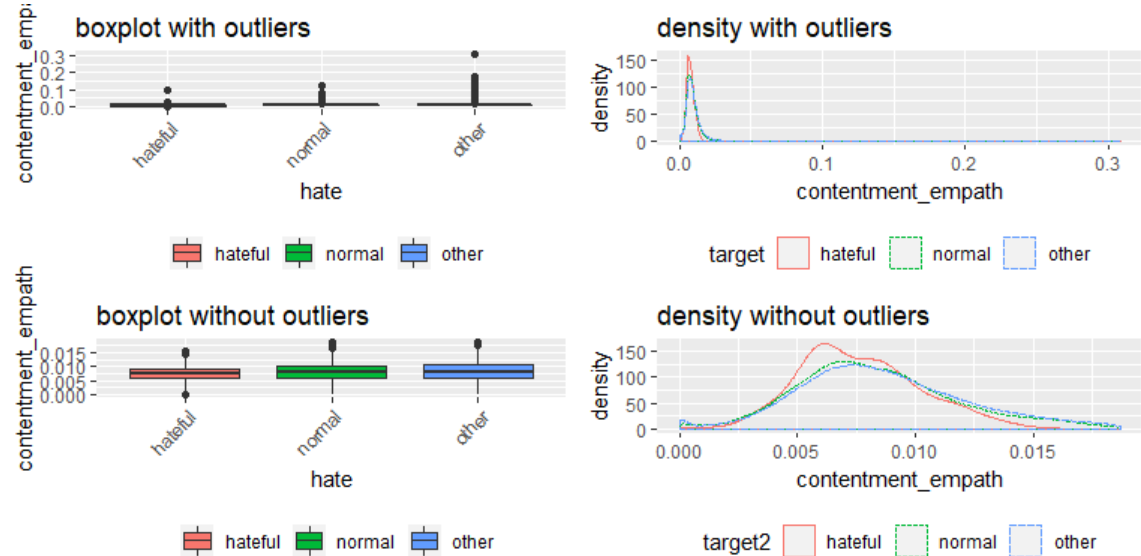 boxplot with outliers
contentment_empa
0.3
0.2
0.1
0.0
hateful
normal
other
hate
hateful normal other
density with outliers
density
150
100
50
0
0.0 0.1 0.2 0.3
contentment_empath
target hateful normal other
boxplot without outliers
contentment_empath
0.015
0.010
0.005
0.000
hateful
normal
other
hate
hateful normal other
density without outliers
density
150
100
50
0
0.000 0.005 0.010 0.015
contentment_empath
target2 hateful normal other